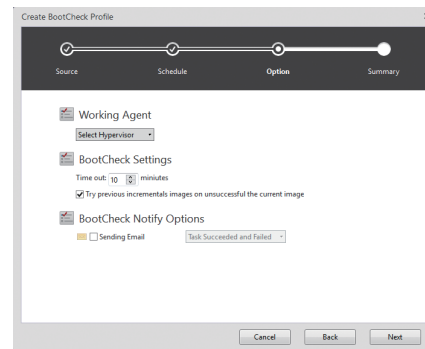 Create BootCheck Profile
Source Schedule Option Summary
Working Agent
Select Hypervisor
BootCheck Settings
Time out: 10 miniutes
Try previous incrementals images on unsuccessful the current image
BootCheck Notify Options
Sending Email Task Succeeded and Failed
Cancel Back Next